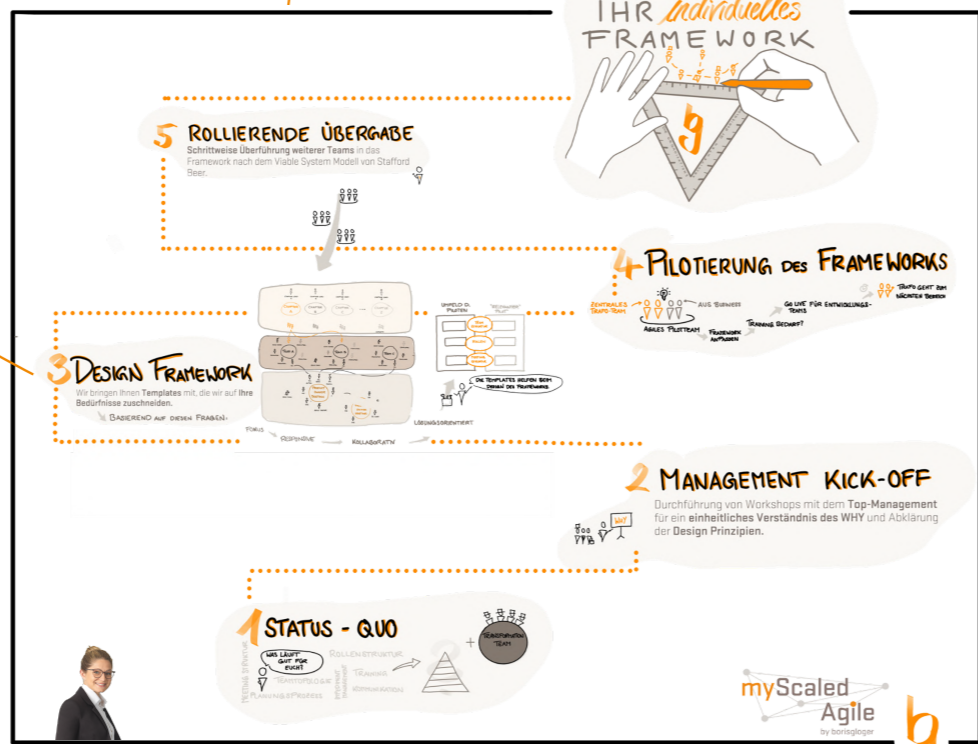 IHR individuelles
FRAMEWORK
5 ROLLIERENDE ÜBERGABE
Schrittweise Überführung weiterer Teams in das
Framework nach dem Viable System Modell von Stafford
Beer.
4 PILOTIERUNG DES FRAMEWORKS
ZENTRALES
TRAFO-TEAM
AUS BUSINESS
AGILES PILOTTEAM
FRAMEWORK
ANPASSEN
TRAINING BEDARF?
GO LIVE FÜR ENTWICKLUNGS-
TEAMS
TRAFO GEHT ZUM
NÄCHSTEN BEREICH
3 DESIGN FRAMEWORK
Wir bringen Ihnen Templates mit, die wir auf Ihre
Bedürfnisse zuschneiden.
BASIEREND AUF DIESEN FRAGEN.
UMFELD D.
PILOTEN
DIE TEMPLATES HELFEN BEIM
DESIGN DES FRAMEWORKS
FOKUS
RESPONSIVE
KOLLABORATIV
LÖSUNGSORIENTIERT
2 MANAGEMENT KICK-OFF
Durchführung von Workshops mit dem Top-Management
für ein einheitliches Verständnis des WHY und Abklärung
der Design Prinzipien.
WHY
1 STATUS - QUO
WAS LÄUFT
GUT FÜR
EUCH?
MEETING STRUKTUR
ROLLENSTRUKTUR
TEAMTOPOLOGIE
TRAINING
PLANUNGSPROZESS
KOMMUNIKATION
+
TRANSFORMATION
TEAM
myScaled
Agile
by borisgloger
b